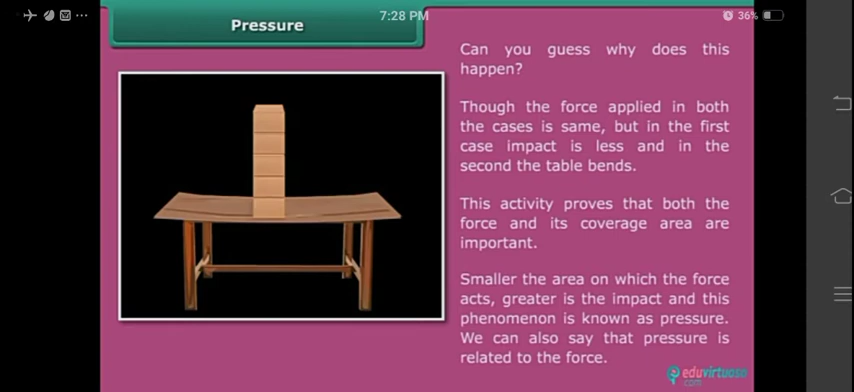 7:28 PM
36%
Pressure
Can you guess why does this
happen?
Though the force applied in both
the cases is same, but in the first
case impact is less and in the
second the table bends.
This activity proves that both the
force and its coverage area are
important.
Smaller the area on which the force
acts, greater is the impact and this
phenomenon is known as pressure.
We can also say that pressure is
related to the force.
eduvirtuoso
.com